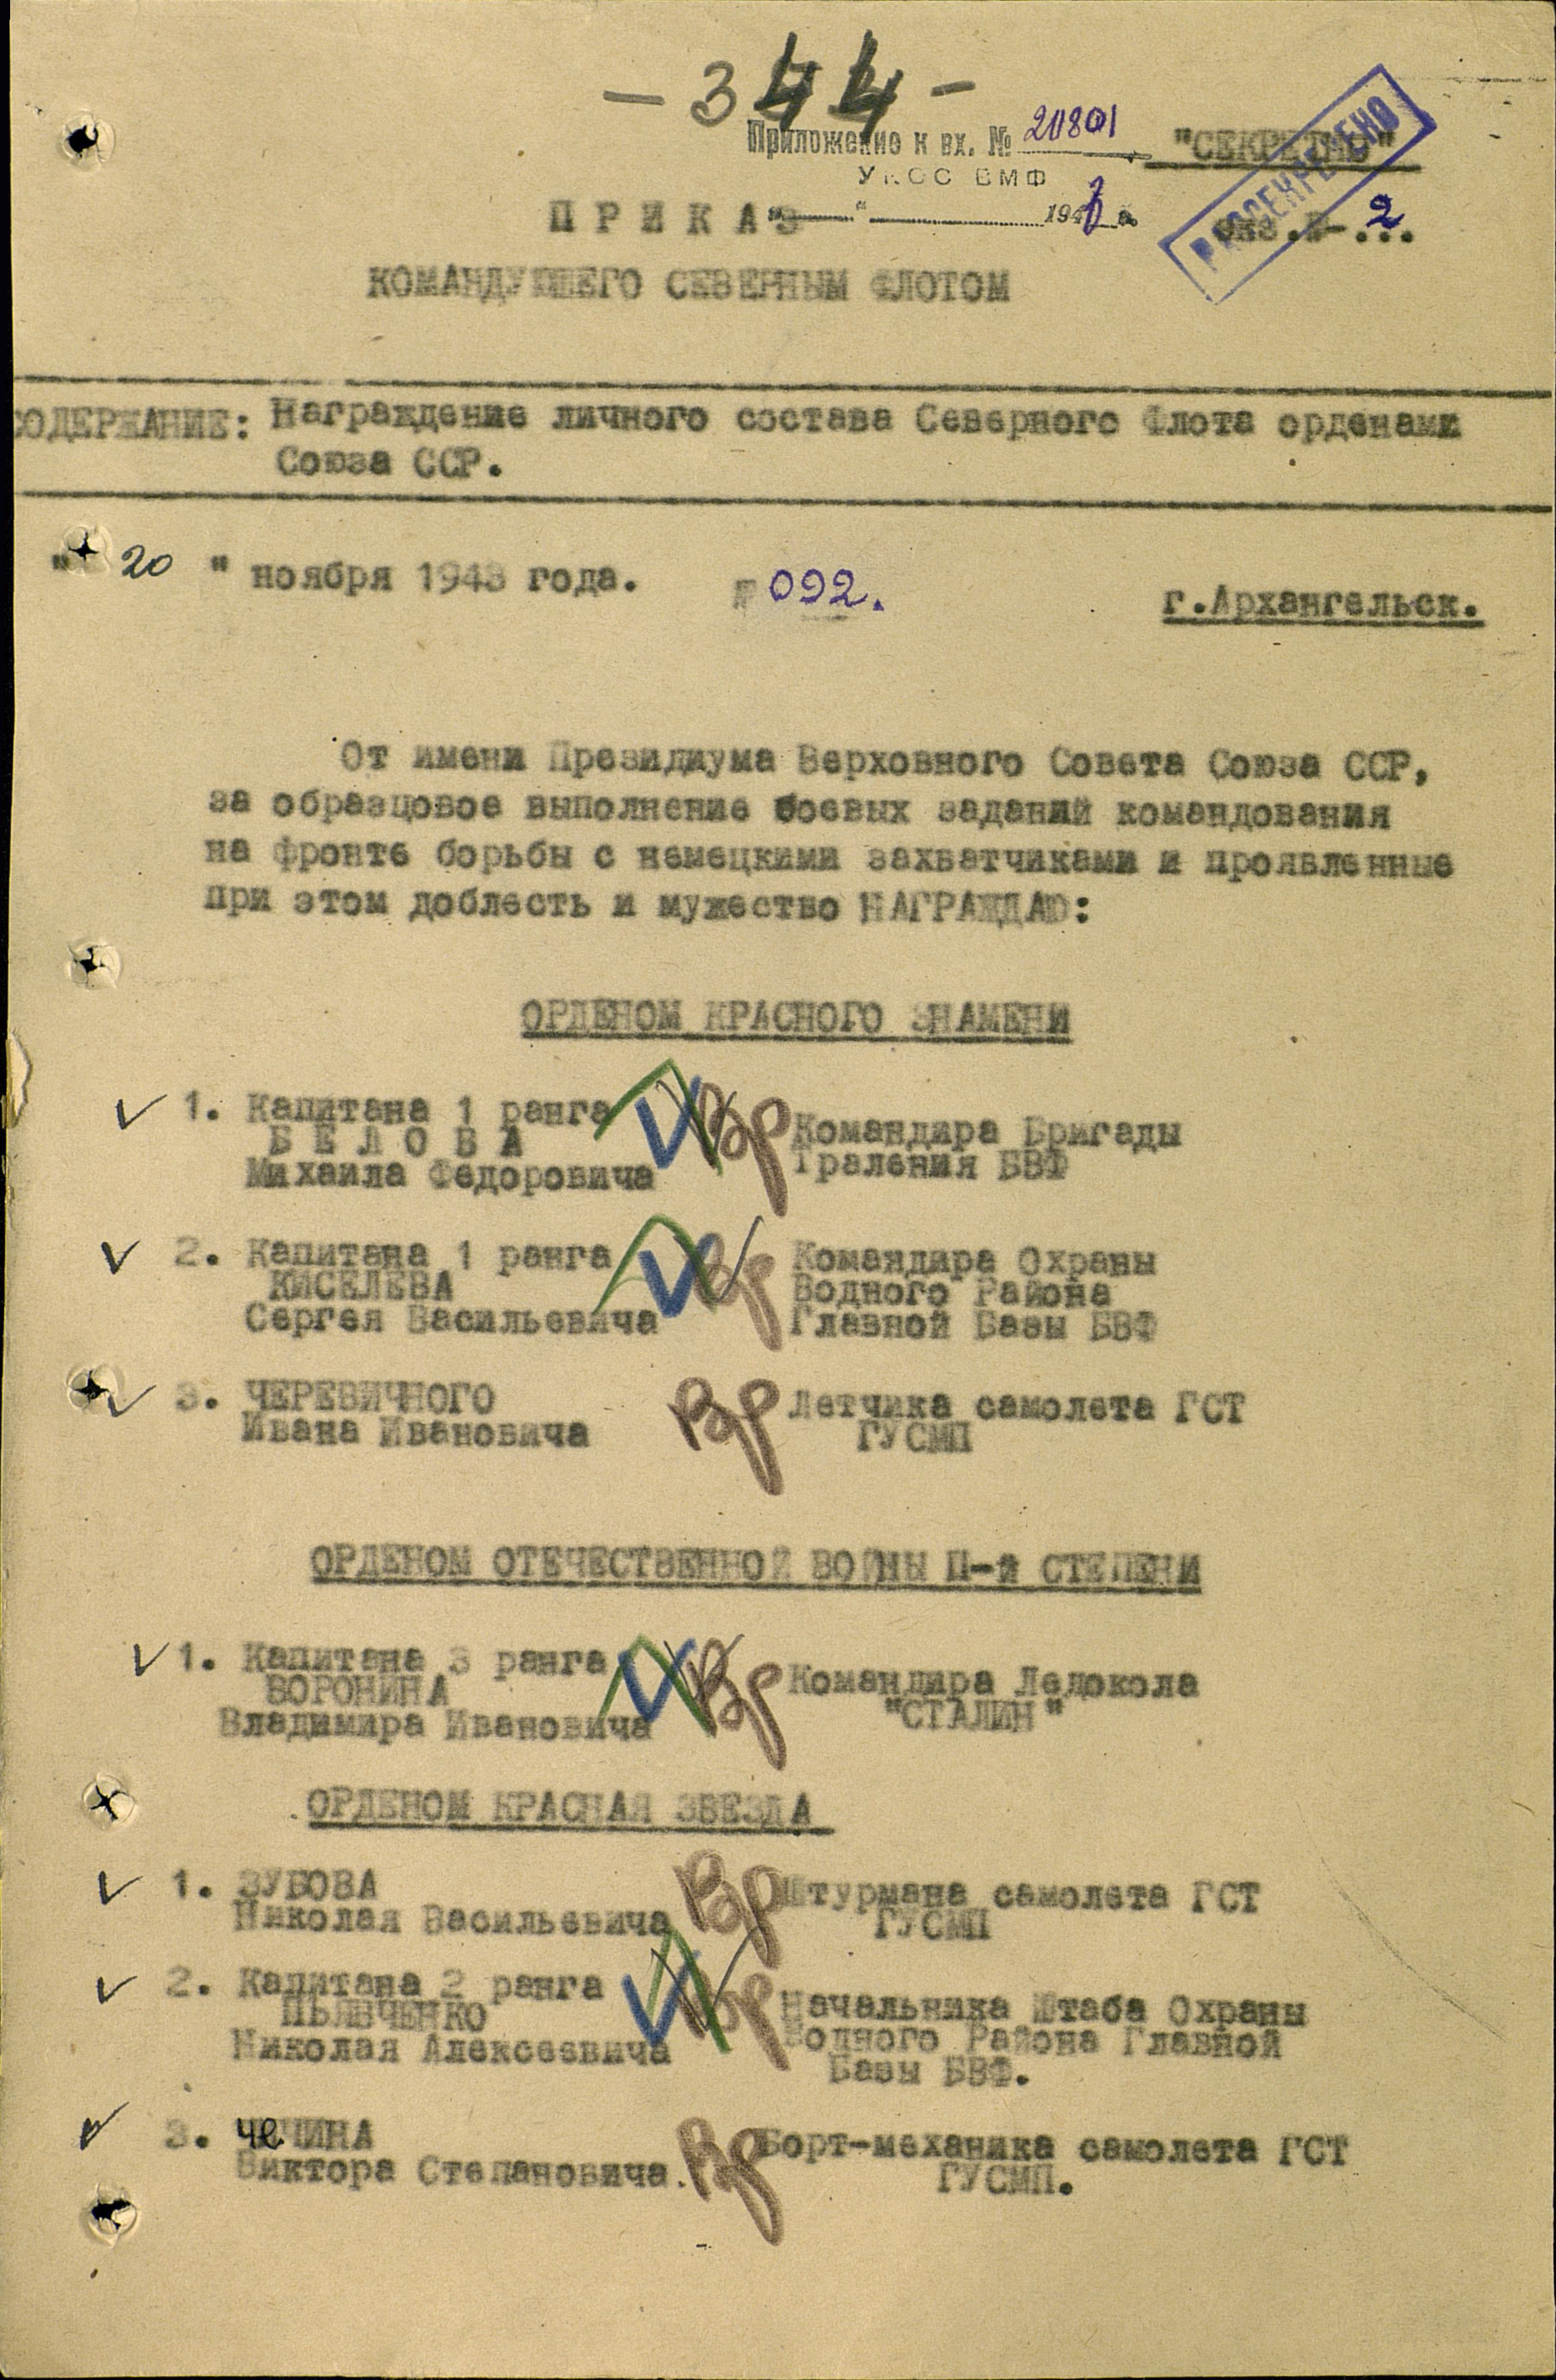 — 344 —
Приложение к вх. № 20801
УКОС ВМФ
"СЕКРЕТНО"
РАССЕКРЕЧЕНО
"——" 194 г.
Экз.№ 2
ПРИКАЗ
КОМАНДУЮЩЕГО СЕВЕРНЫМ ФЛОТОМ
СОДЕРЖАНИЕ: Награждение личного состава Северного Флота орденами
Союза ССР.
" 20 " ноября 1943 года. № 092. г.Архангельск.
От имени Президиума Верховного Совета Союза ССР,
за образцовое выполнение боевых заданий командования
на фронте борьбы с немецкими захватчиками и проявленные
при этом доблесть и мужество НАГРАЖДАЮ:
ОРДЕНОМ КРАСНОГО ЗНАМЕНИ
1. Капитана 1 ранга
БЕЛОВА
Михаила Федоровича
Командира Бригады
Траления БВФ
2. Капитана 1 ранга
КИСЕЛЕВА
Сергея Васильевича
Командира Охраны
Водного Района
Главной Базы БВФ
3. ЧЕРЕВИЧНОГО
Ивана Ивановича
Летчика самолета ГСТ
ГУСМП
ОРДЕНОМ ОТЕЧЕСТВЕННОЙ ВОЙНЫ П-й СТЕПЕНИ
1. Капитана 3 ранга
ВОРОНИНА
Владимира Ивановича
Командира Ледокола
"СТАЛИН"
ОРДЕНОМ КРАСНАЯ ЗВЕЗДА
1. ЗУБОВА
Николая Васильевича
Штурмана самолета ГСТ
ГУСМП
2. Капитана 2 ранга
Николая Алексеевича
Начальника Штаба Охраны
Водного Района Главной
Базы БВФ.
3. ЧЕЧИНА
Виктора Степановича.
Борт-механика самолета ГСТ
ГУСМП.